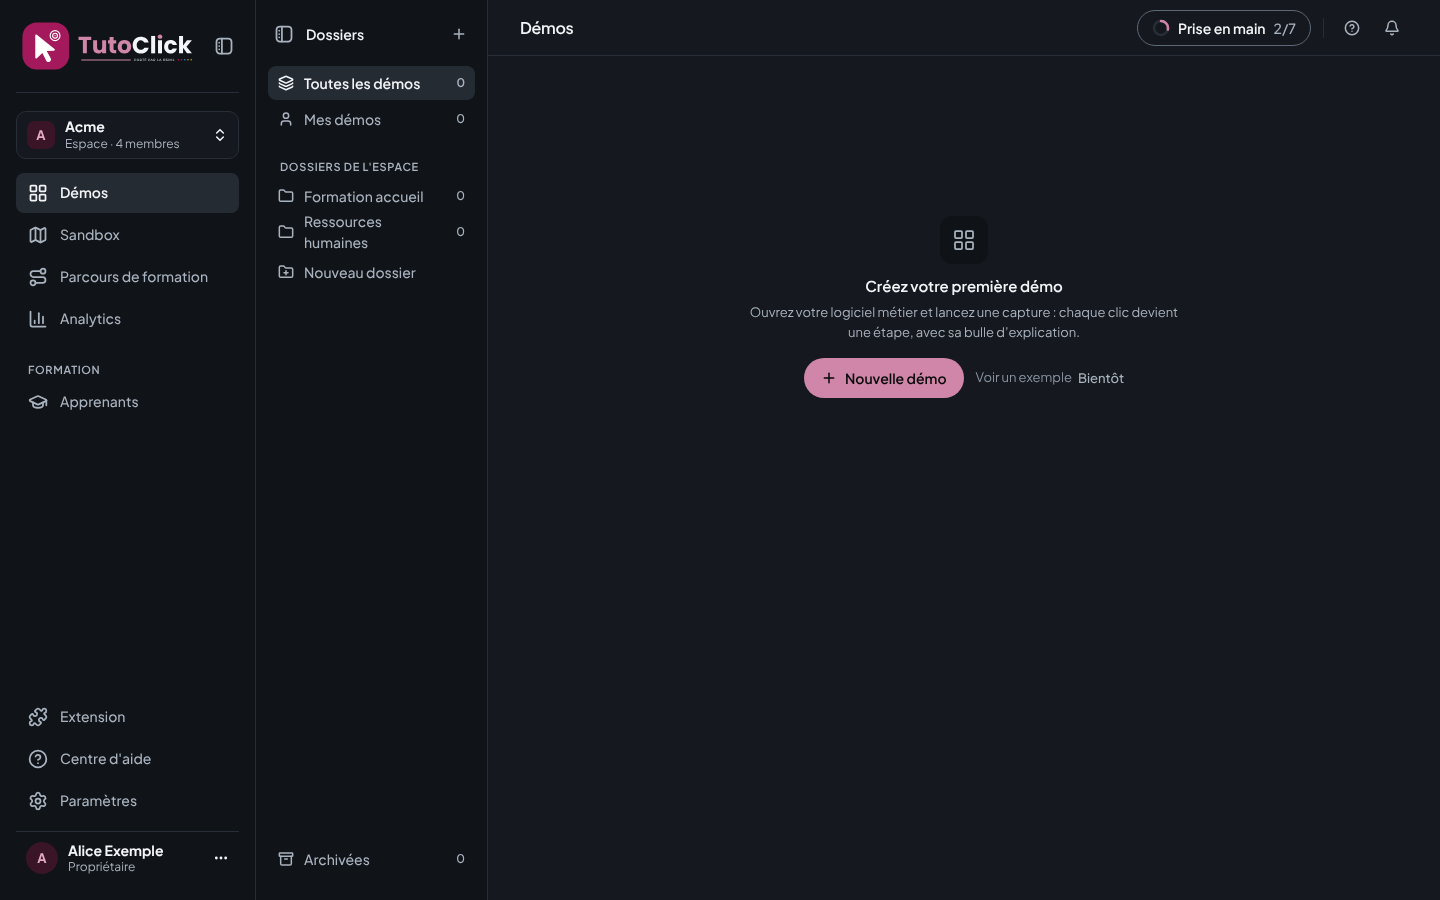 TutoClick
A
Acme
Espace · 4 membres
Démos
Sandbox
Parcours de formation
Analytics
FORMATION
Apprenants
Extension
Centre d'aide
Paramètres
A
Alice Exemple
Propriétaire
Dossiers
Toutes les démos 0
Mes démos 0
DOSSIERS DE L'ESPACE
Formation accueil 0
Ressources
humaines 0
Nouveau dossier
Archivées 0
Démos
Prise en main 2/7
Créez votre première démo
Ouvrez votre logiciel métier et lancez une capture : chaque clic devient
une étape, avec sa bulle d'explication.
Nouvelle démo
Voir un exemple Bientôt